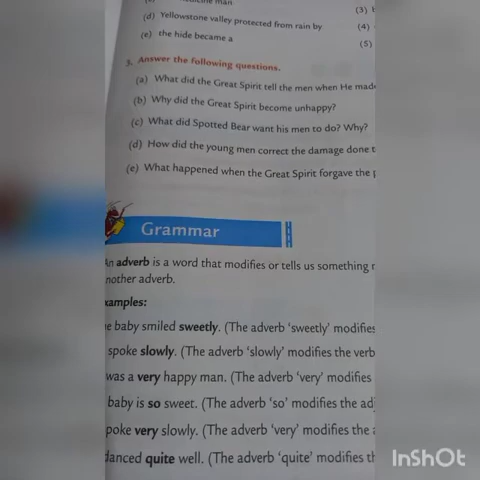 man
(3)
(d) Yellowstone valley protected from rain by
(4)
(e) the hide became a
(5)
3. Answer the following questions.
(a) What did the Great Spirit tell the men when He made
(b) Why did the Great Spirit become unhappy?
(c) What did Spotted Bear want his men to do? Why?
(d) How did the young men correct the damage done t
(e) What happened when the Great Spirit forgave the p
Grammar
An adverb is a word that modifies or tells us something
nother adverb.
xamples:
e baby smiled sweetly. (The adverb 'sweetly' modifies
spoke slowly. (The adverb 'slowly' modifies the verb
was a very happy man. (The adverb 'very' modifies
baby is so sweet. (The adverb 'so' modifies the adj
poke very slowly. (The adverb 'very' modifies the a
danced quite well. (The adverb 'quite' modifies th
InShOt